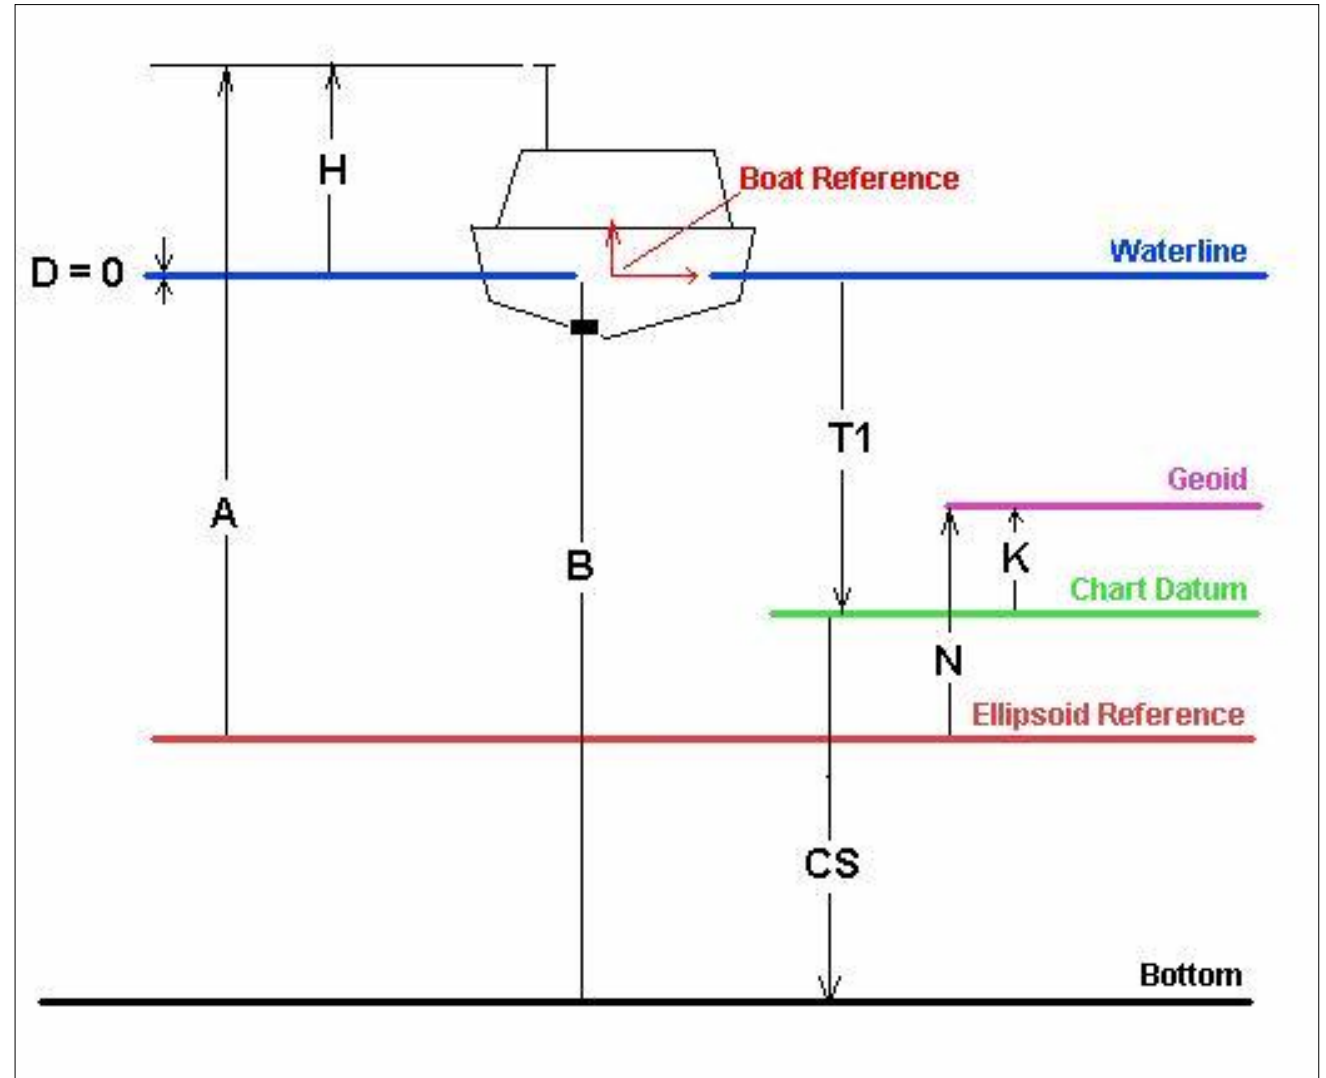 H
Boat Reference
Waterline
D = 0
T1
Geoid
A
K
B
Chart Datum
N
Ellipsoid Reference
CS
Bottom